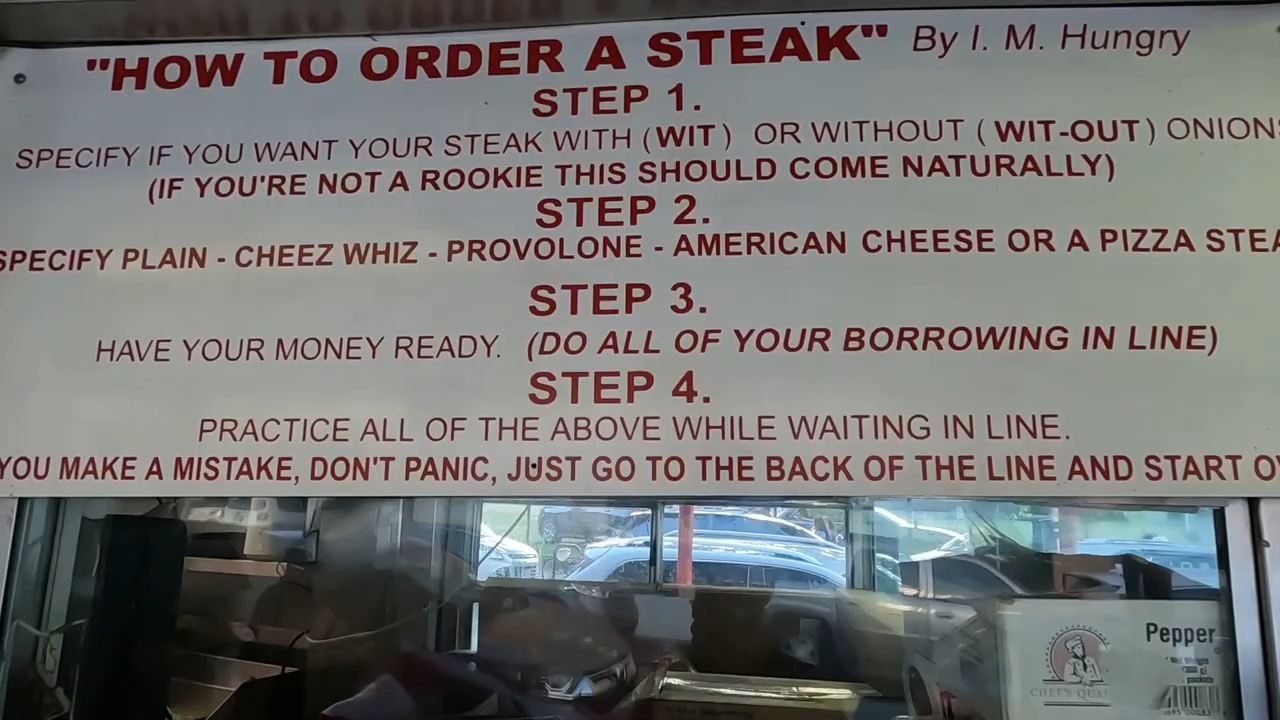 "HOW TO ORDER A STEAK" By I. M. Hungry
STEP 1.
SPECIFY IF YOU WANT YOUR STEAK WITH (WIT) OR WITHOUT (WIT-OUT) ONIONS
(IF YOU'RE NOT A ROOKIE THIS SHOULD COME NATURALLY)
STEP 2.
SPECIFY PLAIN - CHEEZ WHIZ - PROVOLONE - AMERICAN CHEESE OR A PIZZA STEA
STEP 3.
HAVE YOUR MONEY READY. (DO ALL OF YOUR BORROWING IN LINE)
STEP 4.
PRACTICE ALL OF THE ABOVE WHILE WAITING IN LINE.
YOU MAKE A MISTAKE, DON'T PANIC, JUST GO TO THE BACK OF THE LINE AND START OV
Pepper
CHEF'S